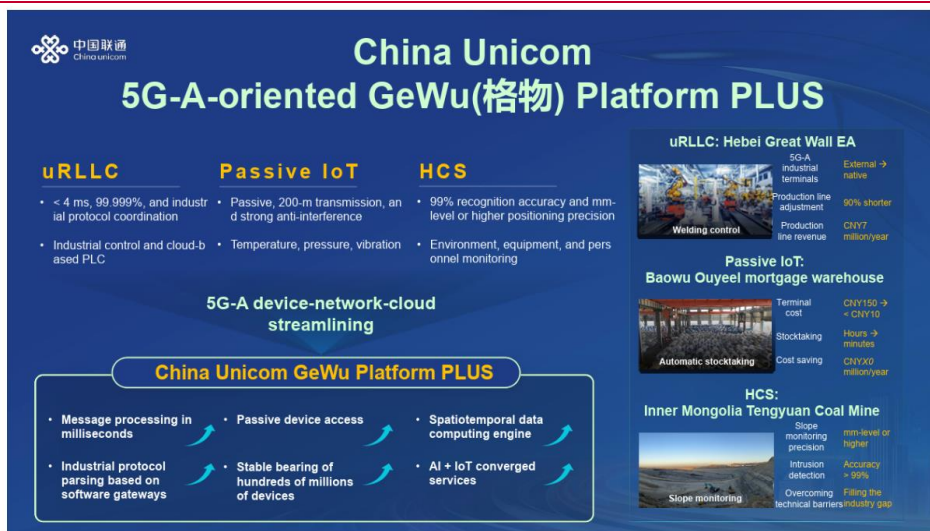 中国联通
China unicom
China Unicom
5G-A-oriented GeWu(格物) Platform PLUS
uRLLC
• < 4 ms, 99.999%, and industr
ial protocol coordination
• Industrial control and cloud-b
ased PLC
Passive IoT
• Passive, 200-m transmission, an
d strong anti-interference
• Temperature, pressure, vibration
HCS
• 99% recognition accuracy and mm-
level or higher positioning precision
• Environment, equipment, and pers
onnel monitoring
5G-A device-network-cloud
streamlining
China Unicom GeWu Platform PLUS
• Message processing in
milliseconds
• Industrial protocol
parsing based on
software gateways
• Passive device access
• Stable bearing of
hundreds of millions
of devices
• Spatiotemporal data
computing engine
• AI + IoT converged
services
uRLLC: Hebei Great Wall EA
Welding control
5G-A
industrial
terminals
External →
native
Production line
adjustment
90% shorter
Production
line revenue
CNY7
million/year
Passive IoT:
Baowu Ouyeel mortgage warehouse
Automatic stocktaking
Terminal
cost
CNY150 →
< CNY10
Stocktaking
Hours →
minutes
Cost saving
CNYX0
million/year
HCS:
Inner Mongolia Tengyuan Coal Mine
Slope monitoring
Slope
monitoring
precision
mm-level or
higher
Intrusion
detection
Accuracy
> 99%
Overcoming
technical barriers
Filling the
industry gap